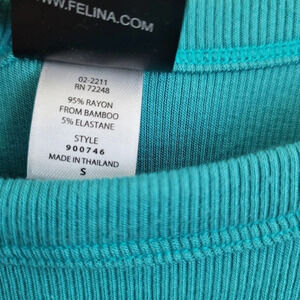 WWW.FELINA.COM
02-2211
RN 72248
95% RAYON
FROM BAMBOO
5% ELASTANE
STYLE
900746
MADE IN THAILAND
S